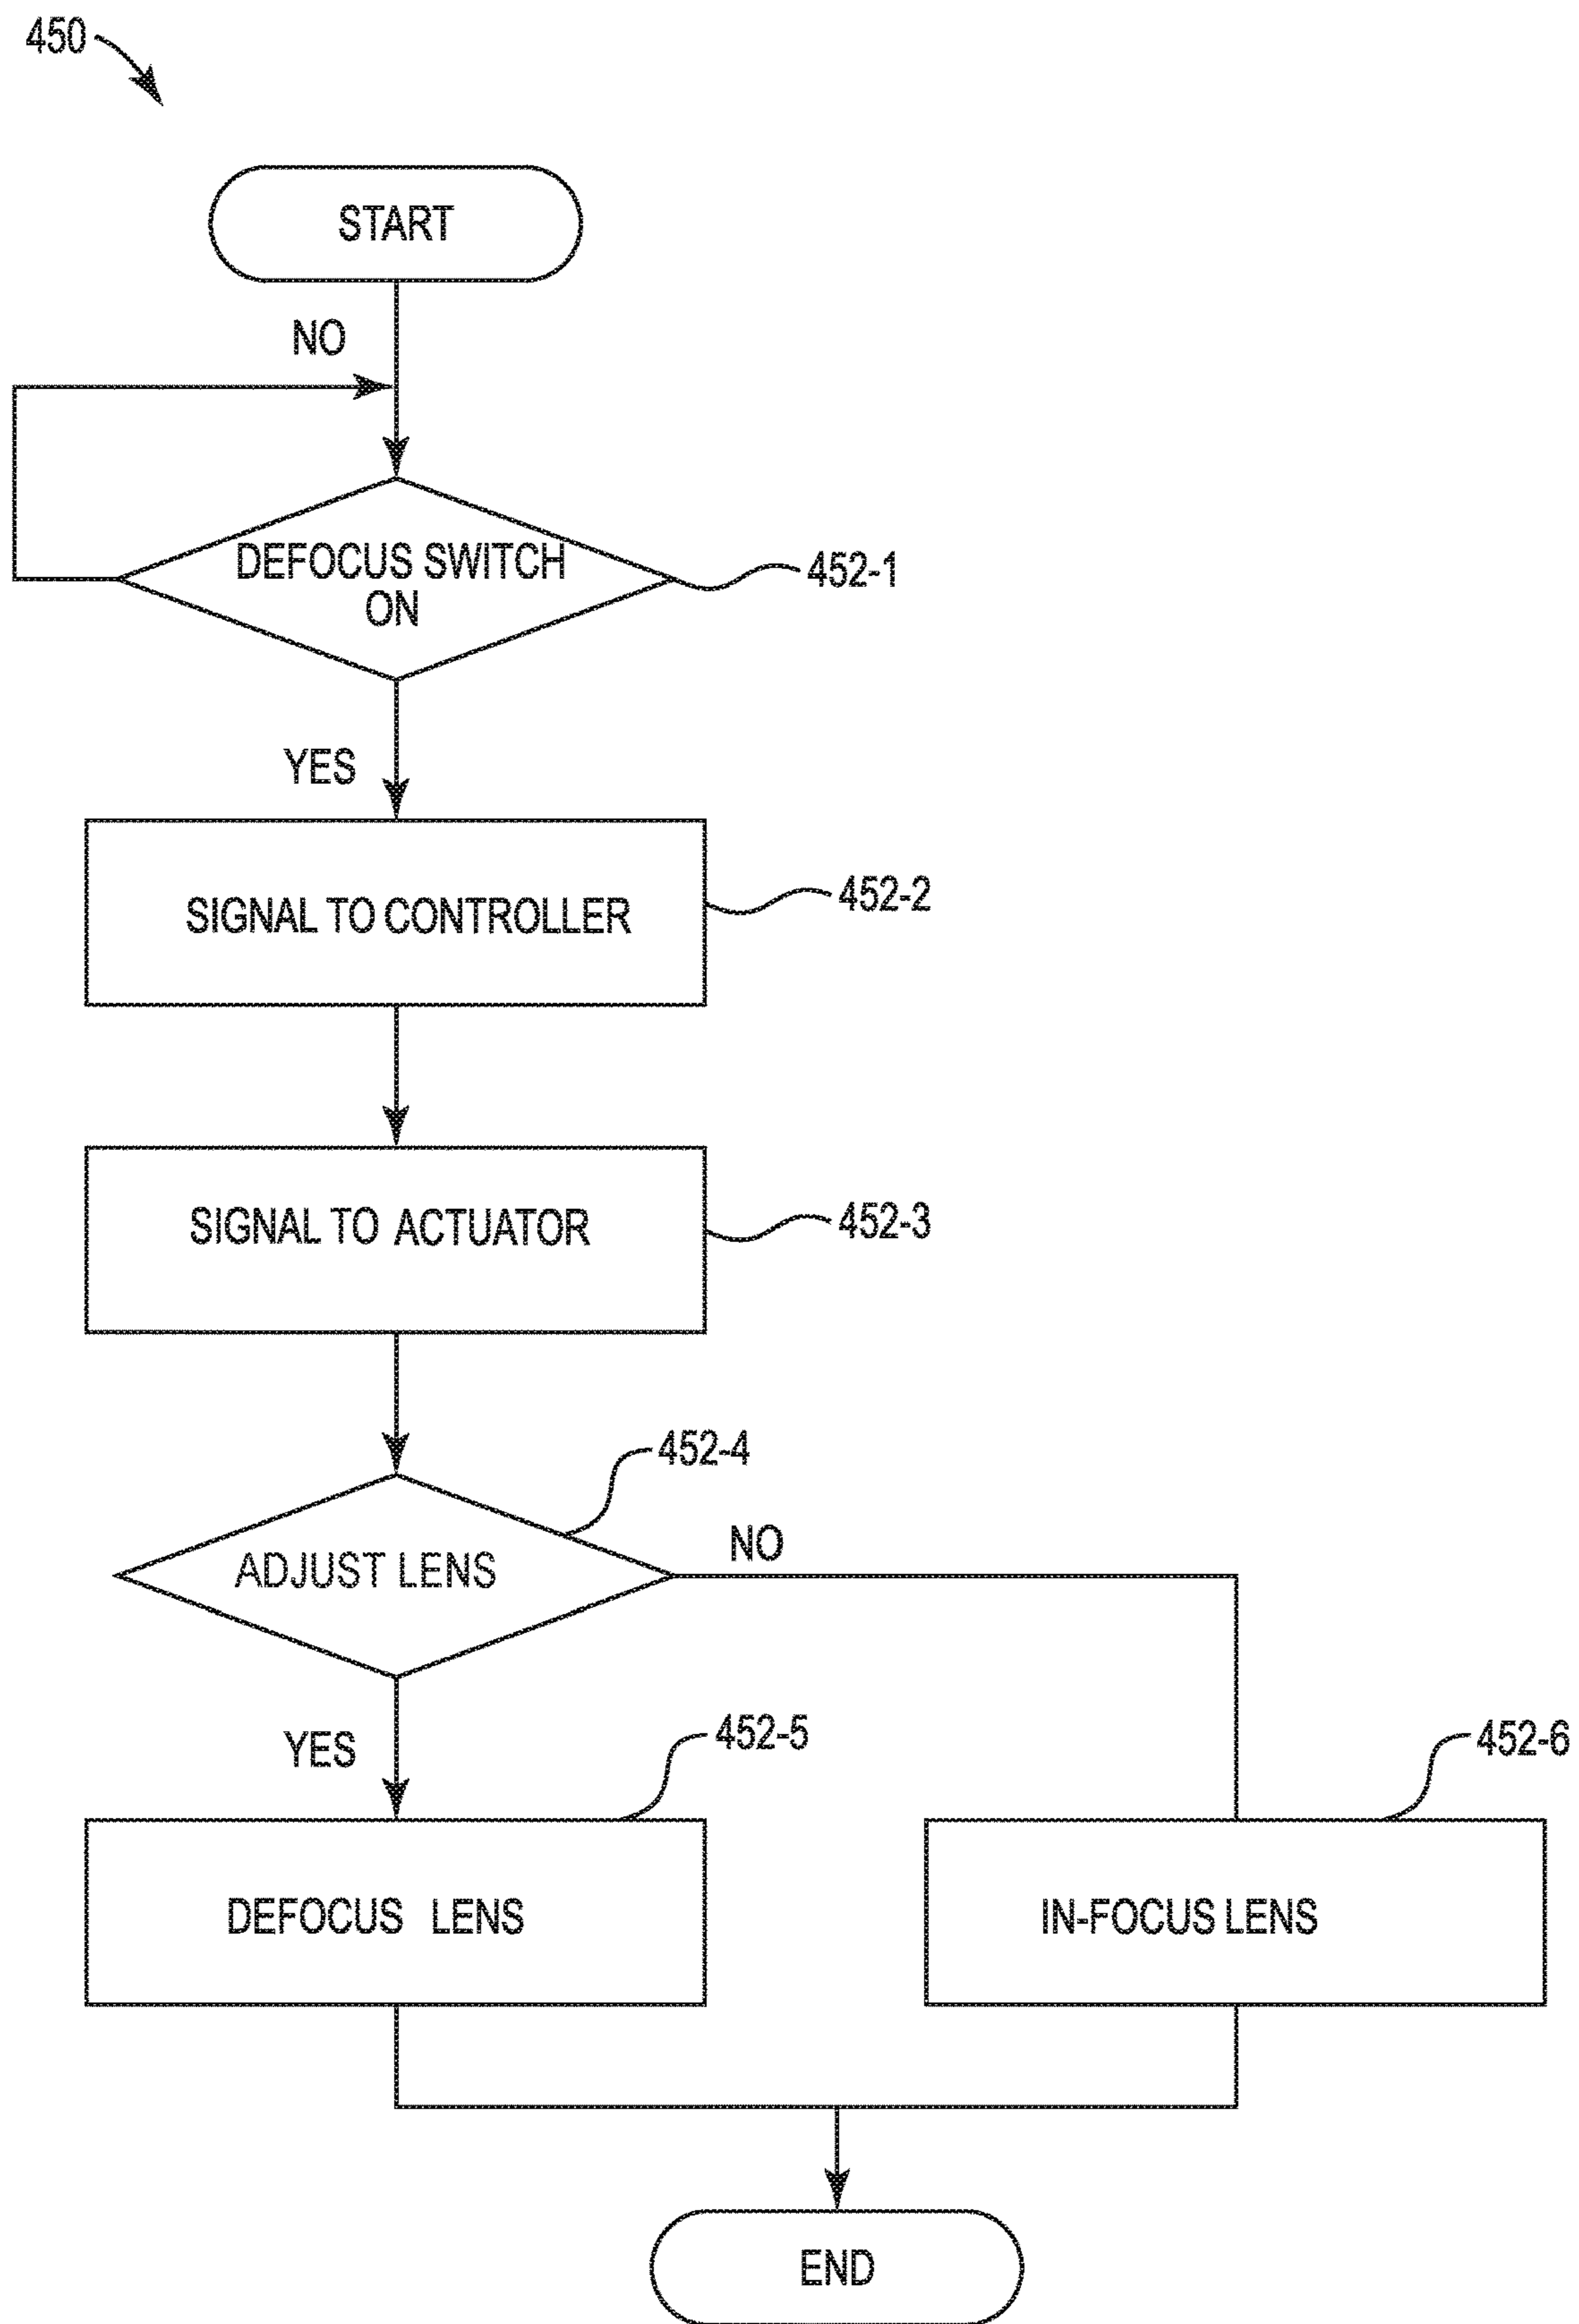 450
START
NO
DEFOCUS SWITCH
ON
452-1
YES
SIGNAL TO CONTROLLER
452-2
SIGNAL TO ACTUATOR
452-3
452-4
ADJUST LENS
NO
YES
452-5
452-6
DEFOCUS LENS
IN-FOCUS LENS
END